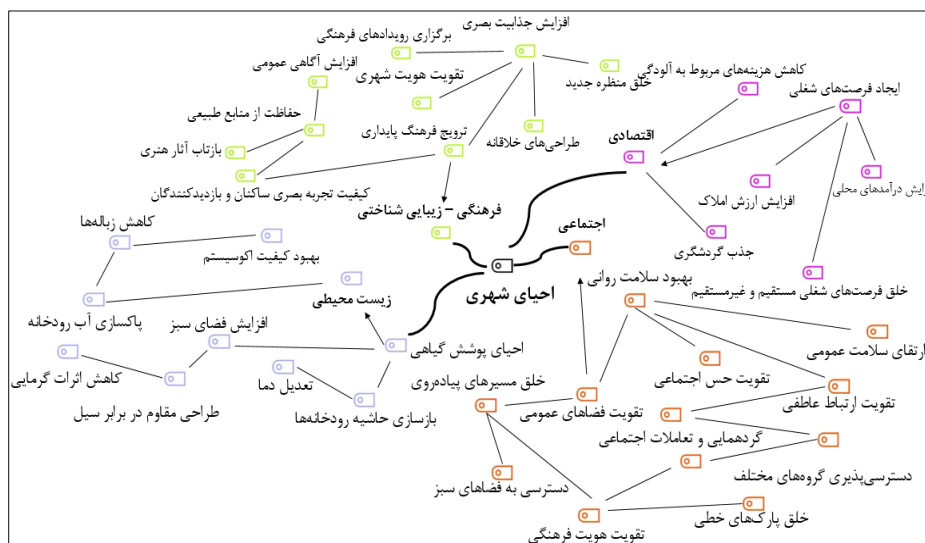 افزایش جذابیت بصری
برگزاری رویدادهای فرهنگی
افزایش آگاهی عمومی
تقویت هویت شهری
خلق منظره جدید
کاهش هزینه‌های مربوط به آلودگی
ایجاد فرصت‌های شغلی
حفاظت از منابع طبیعی
ترویج فرهنگ پایداری
طراحی‌های خلاقانه
اقتصادی
بازتاب آثار هنری
کیفیت تجربه بصری ساکنان و بازدیدکنندگان
افزایش ارزش املاک
درآمدهای محلی
فرهنگی – زیبایی شناختی
اجتماعی
جذب گردشگری
کاهش زباله‌ها
بهبود کیفیت اکوسیستم
بهبود سلامت روانی
خلق فرصت‌های شغلی مستقیم و غیرمستقیم
احیای شهری
زیست محیطی
پاکسازی آب رودخانه
افزایش فضای سبز
احیای پوشش گیاهی
ارتقای سلامت عمومی
کاهش اثرات گرمایی
تعدیل دما
خلق مسیرهای پیاده‌روی
تقویت حس اجتماعی
تقویت ارتباط عاطفی
طراحی مقاوم در برابر سیل
بازسازی حاشیه رودخانه‌ها
تقویت فضاهای عمومی
گردهمایی و تعاملات اجتماعی
دسترسی‌پذیری گروه‌های مختلف
دسترسی به فضاهای سبز
تقویت هویت فرهنگی
خلق پارک‌های خطی